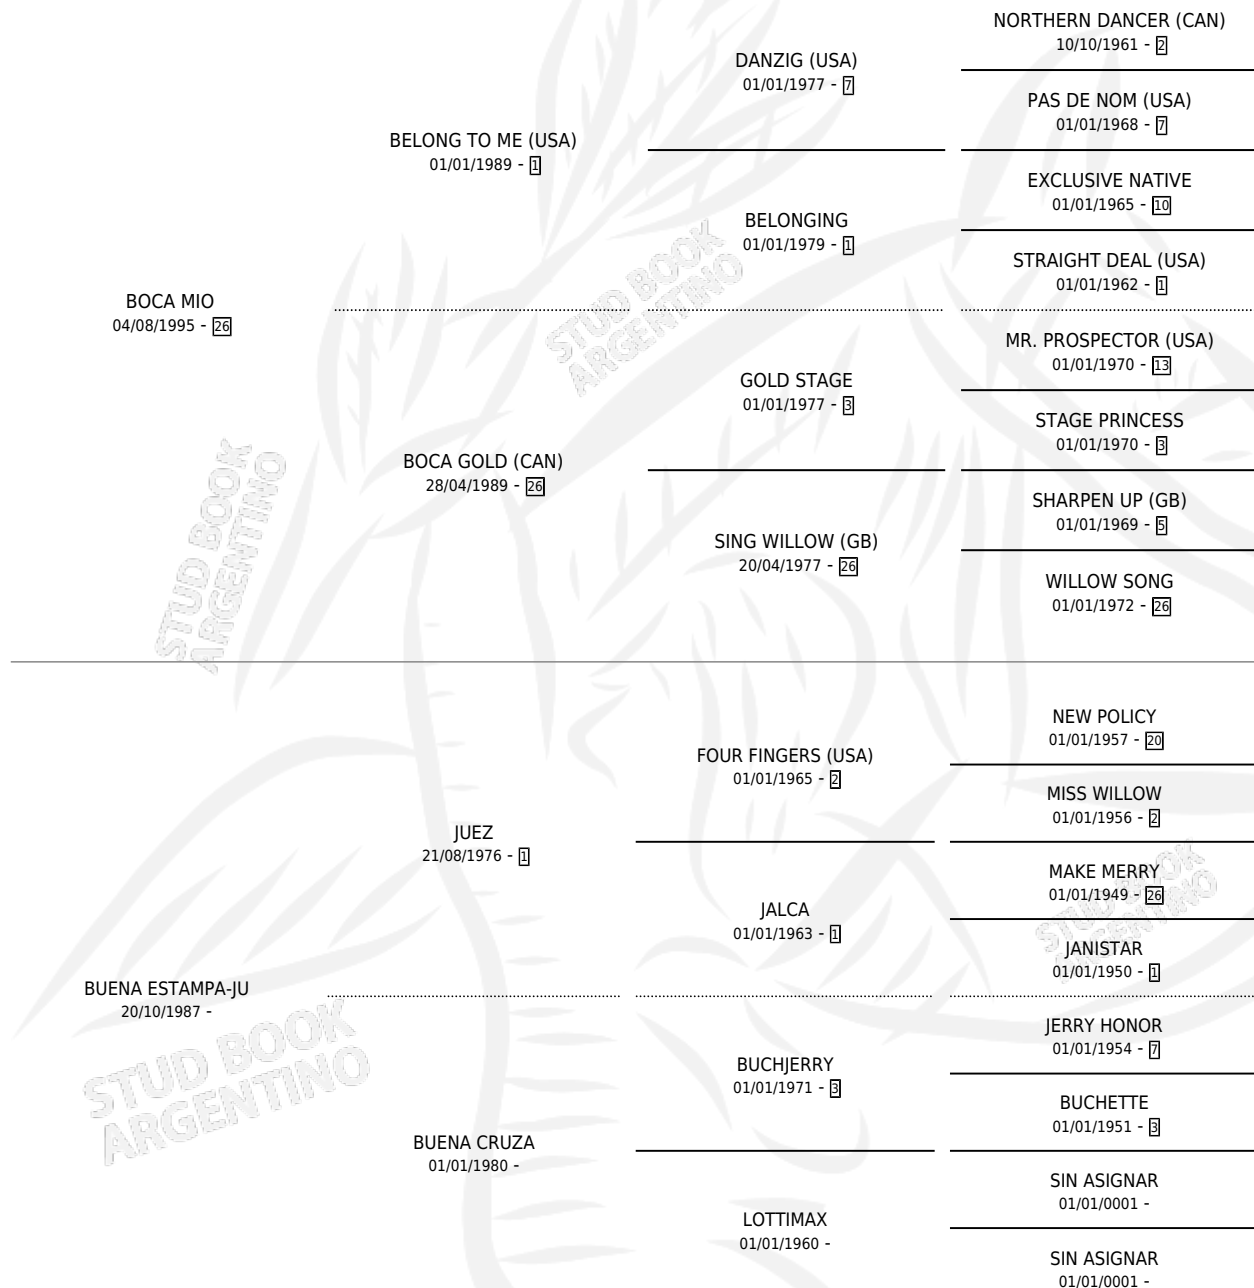 NORTHERN DANCER (CAN)
10/10/1961 - 2
DANZIG (USA)
01/01/1977 - 7
PAS DE NOM (USA)
01/01/1968 - 7
BELONG TO ME (USA)
01/01/1989 - 1
EXCLUSIVE NATIVE
01/01/1965 - 10
BELONGING
01/01/1979 - 1
STRAIGHT DEAL (USA)
01/01/1962 - 1
STUD BOOK
ARGENTINO
BOCA MIO
04/08/1995 - 26
MR. PROSPECTOR (USA)
01/01/1970 - 13
GOLD STAGE
01/01/1977 - 3
STAGE PRINCESS
01/01/1970 - 3
BOCA GOLD (CAN)
28/04/1989 - 26
SHARPEN UP (GB)
01/01/1969 - 5
SING WILLOW (GB)
20/04/1977 - 26
WILLOW SONG
01/01/1972 - 26
STUD BOOK
ARGENTINO
NEW POLICY
01/01/1957 - 20
FOUR FINGERS (USA)
01/01/1965 - 2
MISS WILLOW
01/01/1956 - 2
JUEZ
21/08/1976 - 1
MAKE MERRY
01/01/1949 - 26
JALCA
01/01/1963 - 1
JANISTAR
01/01/1950 - 1
STUD BOOK
ARGENTINO
BUENA ESTAMPA-JU
20/10/1987 -
JERRY HONOR
01/01/1954 - 7
BUCHJERRY
01/01/1971 - 3
BUCHETTE
01/01/1951 - 3
STUD BOOK
ARGENTINO
BUENA CRUZA
01/01/1980 -
SIN ASIGNAR
01/01/0001 -
LOTTIMAX
01/01/1960 -
SIN ASIGNAR
01/01/0001 -